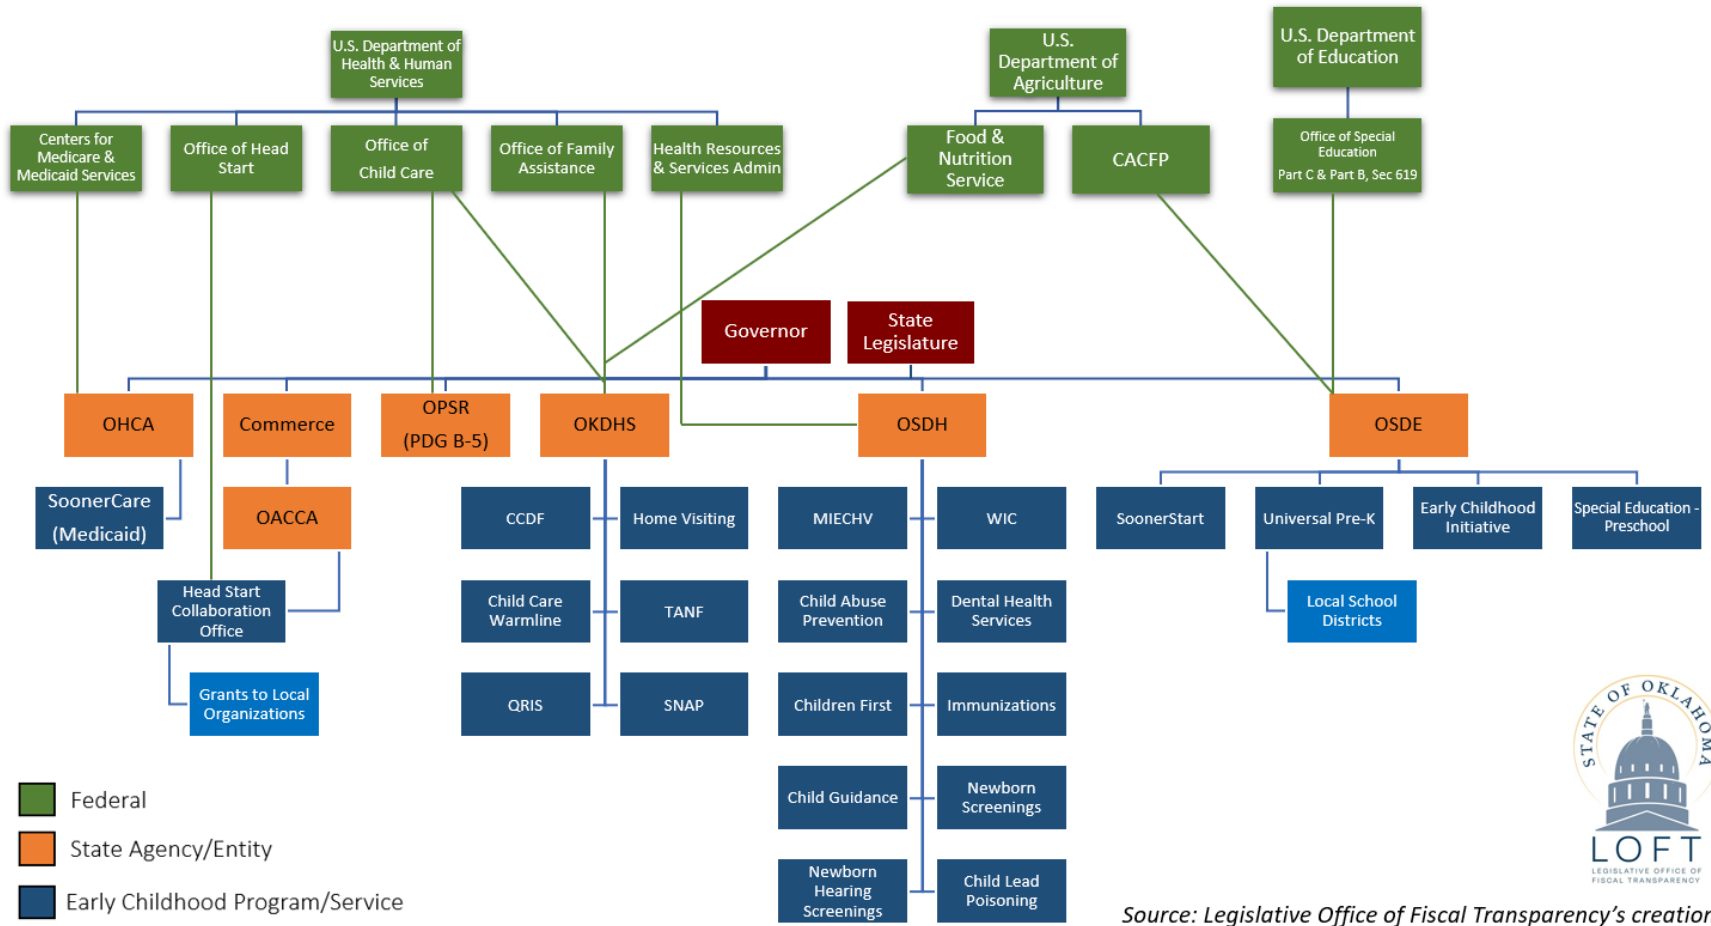 U.S. Department of
Health & Human
Services
U.S.
Department of
Agriculture
U.S. Department
of Education
Centers for
Medicare &
Medicaid Services
Office of Head
Start
Office of
Child Care
Office of Family
Assistance
Health Resources
& Services Admin
Food &
Nutrition
Service
CACFP
Office of Special
Education
Part C & Part B, Sec 619
Governor
State
Legislature
OHCA
Commerce
OPSR
(PDG B-5)
OKDHS
OSDH
OSDE
SoonerCare
(Medicaid)
OACCA
CCDF
Home Visiting
MIECHV
WIC
SoonerStart
Universal Pre-K
Early Childhood
Initiative
Special Education -
Preschool
Head Start
Collaboration
Office
Child Care
Warmline
TANF
Child Abuse
Prevention
Dental Health
Services
Local School
Districts
Grants to Local
Organizations
QRIS
SNAP
Children First
Immunizations
Child Guidance
Newborn
Screenings
Newborn
Hearing
Screenings
Child Lead
Poisoning
Federal
State Agency/Entity
Early Childhood Program/Service
STATE OF OKLAHOMA
LOFT
LEGISLATIVE OFFICE OF
FISCAL TRANSPARENCY
Source: Legislative Office of Fiscal Transparency's creation